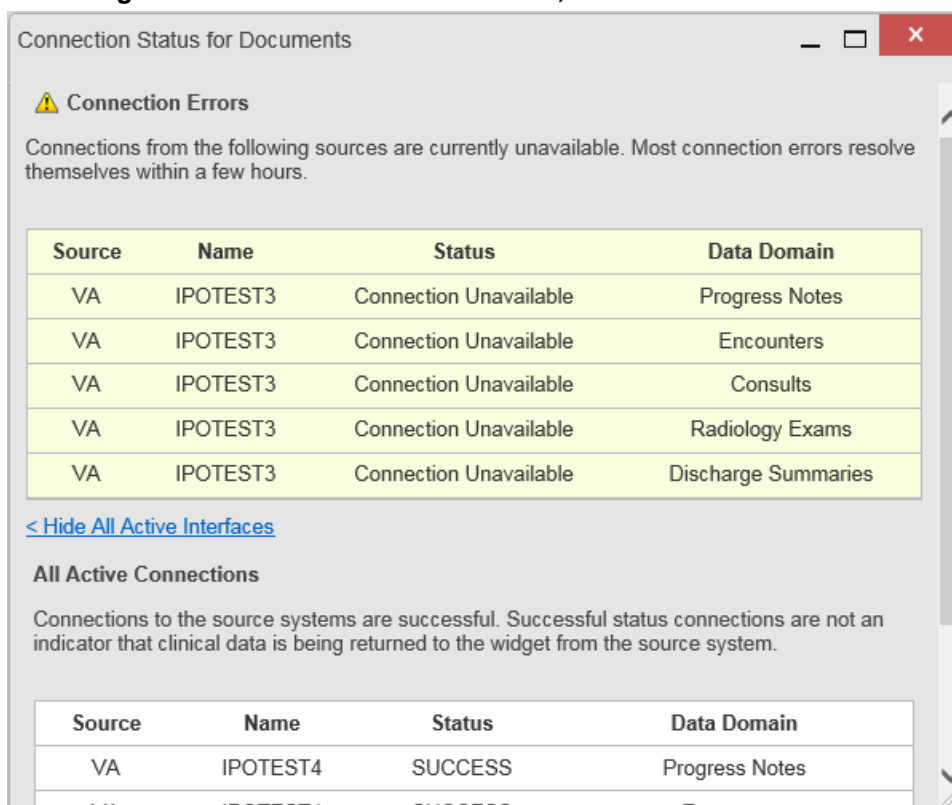 Connection Status for Documents
Connection Errors
Connections from the following sources are currently unavailable. Most connection errors resolve
themselves within a few hours.
Source Name Status Data Domain
VA IPOTEST3 Connection Unavailable Progress Notes
VA IPOTEST3 Connection Unavailable Encounters
VA IPOTEST3 Connection Unavailable Consults
VA IPOTEST3 Connection Unavailable Radiology Exams
VA IPOTEST3 Connection Unavailable Discharge Summaries
< Hide All Active Interfaces
All Active Connections
Connections to the source systems are successful. Successful status connections are not an
indicator that clinical data is being returned to the widget from the source system.
Source Name Status Data Domain
VA IPOTEST4 SUCCESS Progress Notes